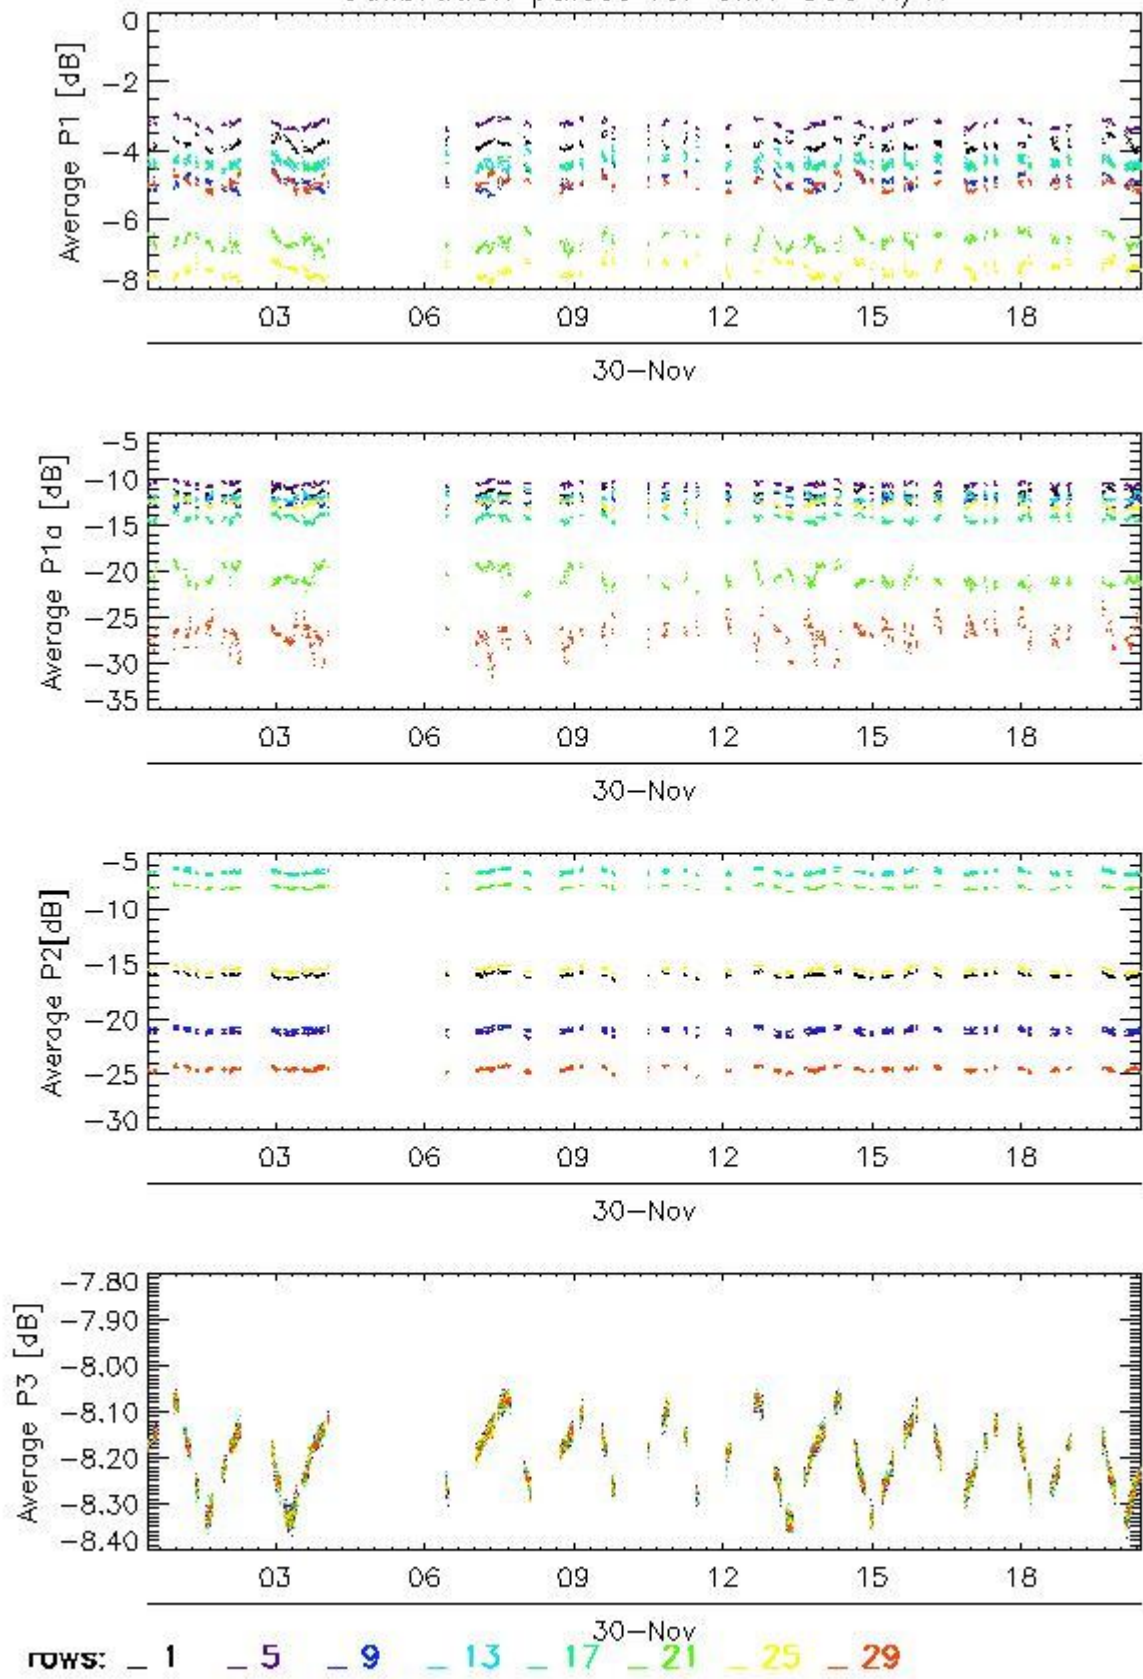 0
−2
−4
−6
−8
Average P1 [dB]
03 06 09 12 15 18
30−Nov
−5
−10
−15
−20
−25
−30
−35
Average P1a [dB]
03 06 09 12 15 18
30−Nov
−5
−10
−15
−20
−25
−30
Average P2[dB]
03 06 09 12 15 18
30−Nov
−7.80
−7.90
−8.00
−8.10
−8.20
−8.30
−8.40
Average P3 [dB]
03 06 09 12 15 18
30−Nov
rows: _ 1 _ 5 _ 9 _ 13 _ 17 _ 21 _ 25 _ 29